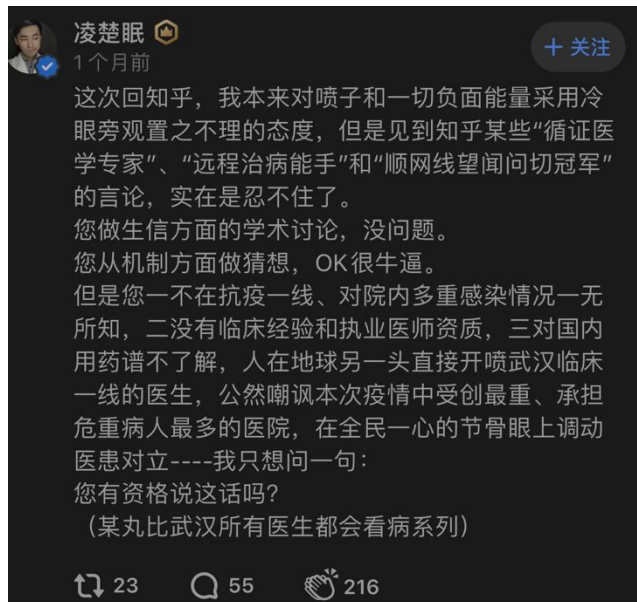 凌楚眠
+ 关注
1个月前
这次回知乎，我本来对喷子和一切负面能量采用冷
眼旁观置之不理的态度，但是见到知乎某些“循证医
学专家”、“远程治病能手”和“顺网线望闻问切冠军”
的言论，实在是忍不住了。
您做生信方面的学术讨论，没问题。
您从机制方面做猜想，OK很牛逼。
但是您一不在抗疫一线、对院内多重感染情况一无
所知，二没有临床经验和执业医师资质，三对国内
用药谱不了解，人在地球另一头直接开喷武汉临床
一线的医生，公然嘲讽本次疫情中受创最重、承担
危重病人最多的医院，在全民一心的节骨眼上调动
医患对立----我只想问一句：
您有资格说这话吗?
（某丸比武汉所有医生都会看病系列）
23 55 216